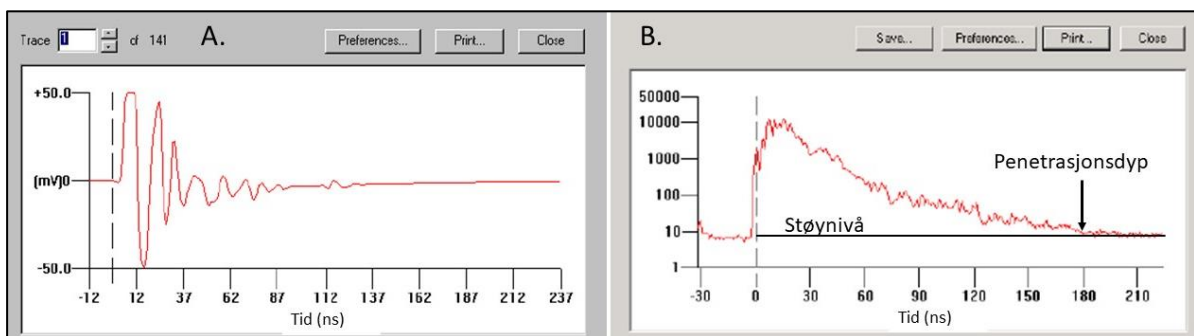 Trace 1 of 141 A. Preferences... Print... Close
+50.0
(mV)0
-50.0
-12 12 37 62 87 112 137 162 187 212 237
Tid (ns)
B. Save... Preferences... Print... Close
50000
10000
1000
100
10
1
Penetrasjonsdyp
Støynivå
-30 0 30 60 90 120 150 180 210
Tid (ns)